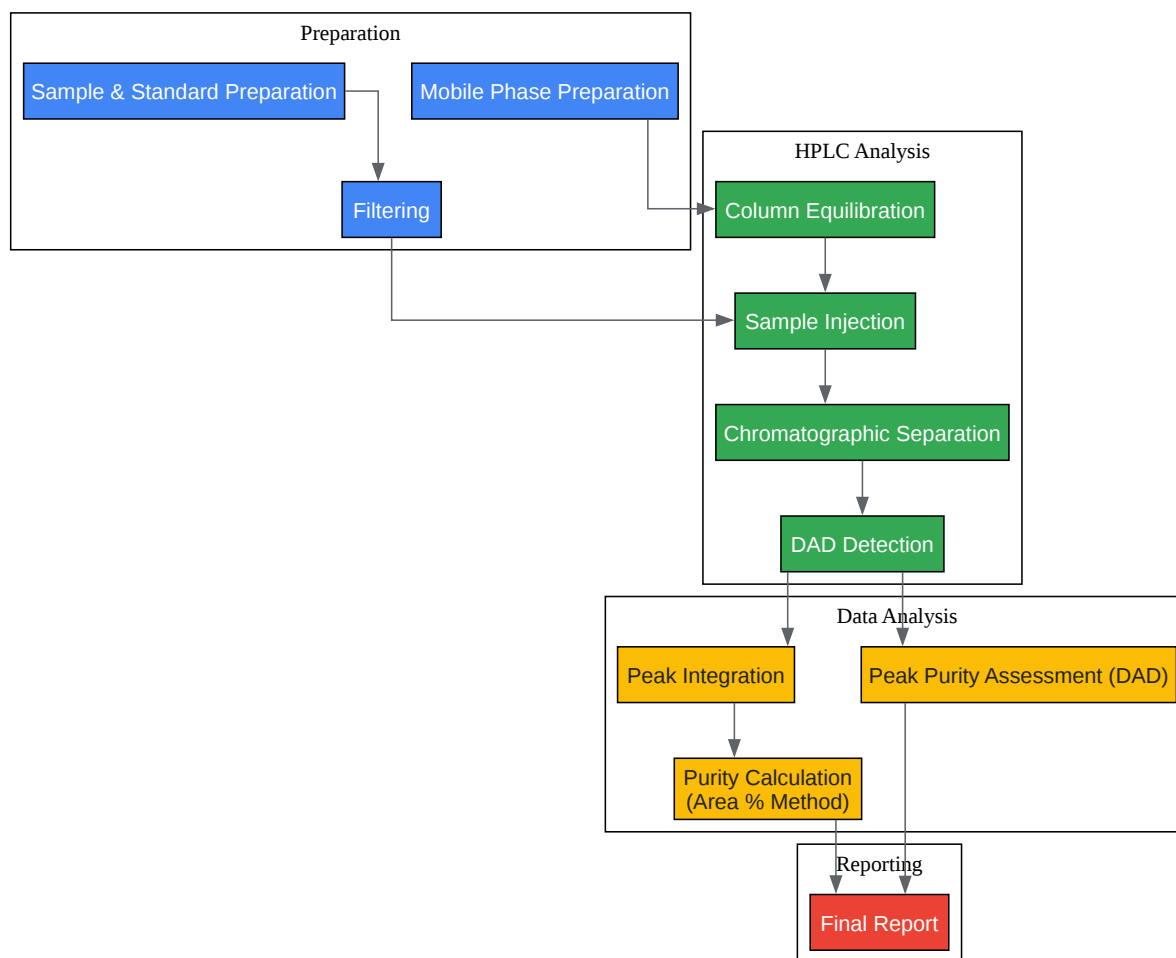 Preparation
Sample & Standard Preparation
Mobile Phase Preparation
Filtering
HPLC Analysis
Column Equilibration
Sample Injection
Chromatographic Separation
DAD Detection
Data Analysis
Peak Integration
Peak Purity Assessment (DAD)
Purity Calculation
(Area % Method)
Reporting
Final Report